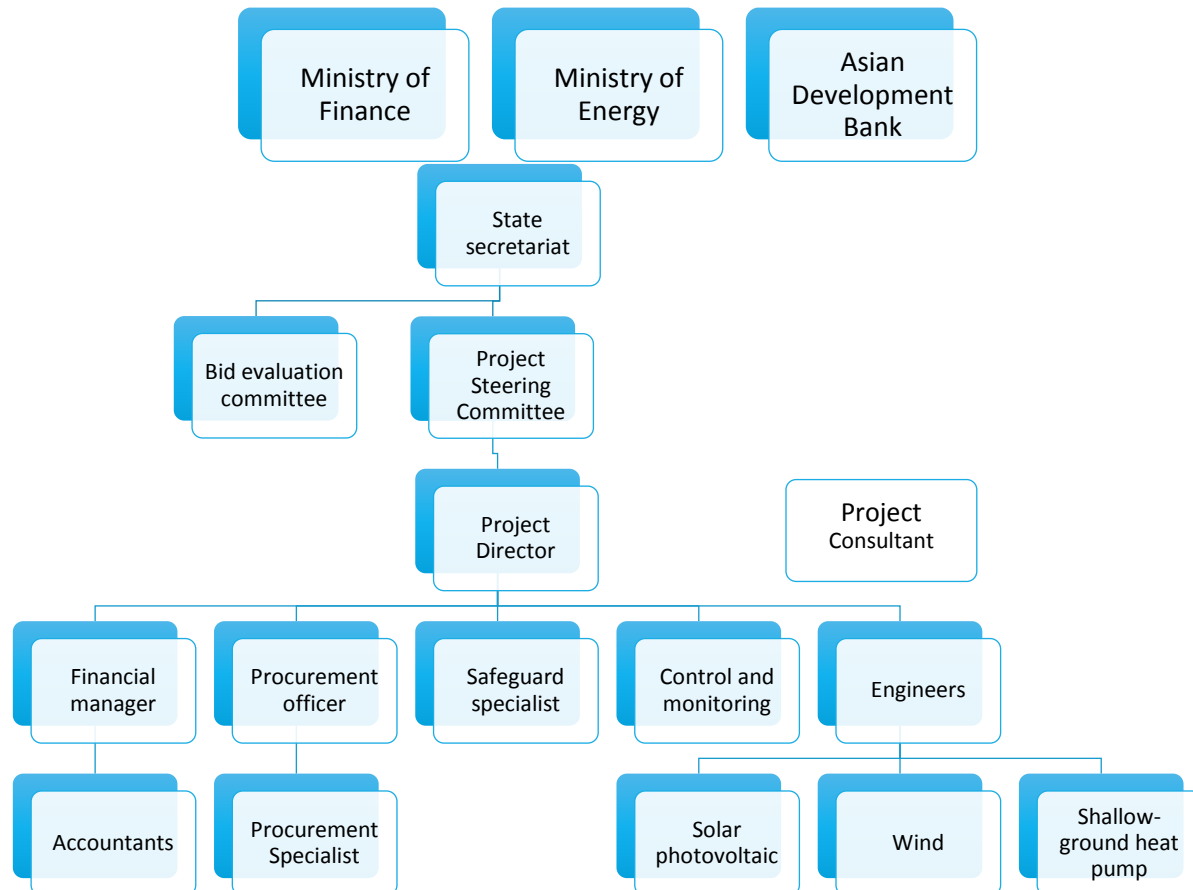 Ministry of
Finance
Ministry of
Energy
Asian
Development
Bank
State
secretariat
Bid evaluation
committee
Project
Steering
Committee
Project
Director
Project
Consultant
Financial
manager
Procurement
officer
Safeguard
specialist
Control and
monitoring
Engineers
Accountants
Procurement
Specialist
Solar
photovoltaic
Wind
Shallow-
ground heat
pump